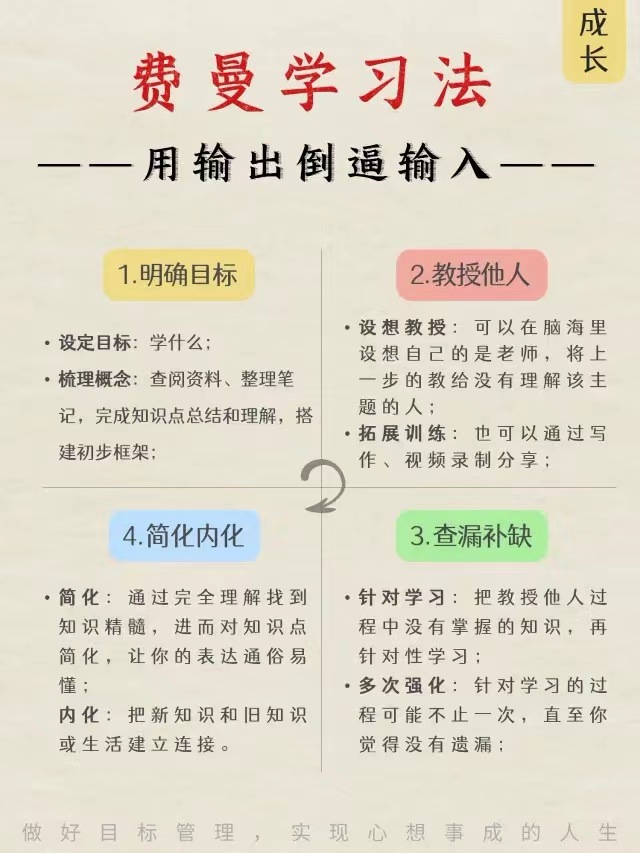 成长
费曼学习法
——用输出倒逼输入——
1.明确目标
• 设定目标：学什么；
• 梳理概念：查阅资料、整理笔
记，完成知识点总结和理解，搭
建初步框架；
2.教授他人
• 设想教授：可以在脑海里
设想自己的是老师，将上
一步的教给没有理解该主
题的人；
• 拓展训练：也可以通过写
作、视频录制分享；
3.查漏补缺
• 针对学习：把教授他人过
程中没有掌握的知识，再
针对性学习；
• 多次强化：针对学习的过
程可能不止一次，直至你
觉得没有遗漏；
4.简化内化
• 简化：通过完全理解找到
知识精髓，进而对知识点
简化，让你的表达通俗易
懂；
内化：把新知识和旧知识
或生活建立连接。
做好目标管理，实现心想事成的人生